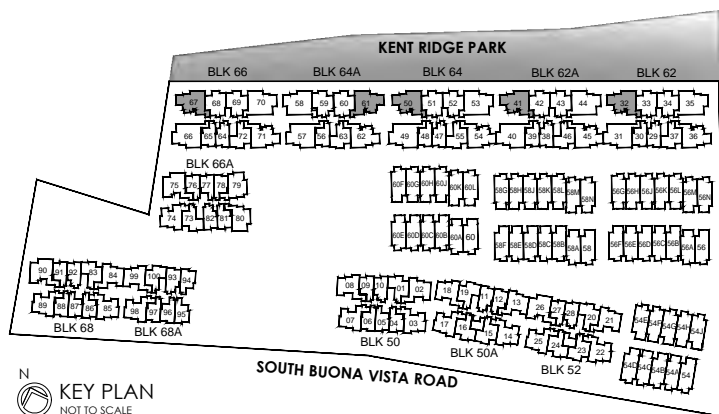 KENT RIDGE PARK
BLK 66 BLK 64A BLK 64 BLK 62A BLK 62
67 68 69 70 58 59 60 61 50 51 52 53 41 42 43 44 32 33 34 35
66 65 64 72 71 57 56 63 62 49 48 47 55 54 40 39 38 46 45 31 30 29 37 36
BLK 66A
75 76 77 78 79 60F 60G 60H 60J 60K 60L 58G 58H 58J 58K 58L 58M 58N 56G 56H 56J 56K 56L 56M 56N
74 73 82 81 80 60E 60D 60C 60B 60A 60 58F 58E 58D 58C 58B 58A 58 56F 56E 56D 56C 56B 56A 56
90 91 92 83 84 99 100 93 94 08 09 10 01 02 18 19 11 12 13 26 27 28 20 21 54E 54F 54G 54H 54J
89 88 87 86 85 98 97 96 95 07 06 05 04 03 17 16 15 14 25 24 23 22 54D 54C 54B 54A 54
BLK 68 BLK 68A BLK 50 BLK 50A BLK 52
SOUTH BUONA VISTA ROAD
N
KEY PLAN
NOT TO SCALE